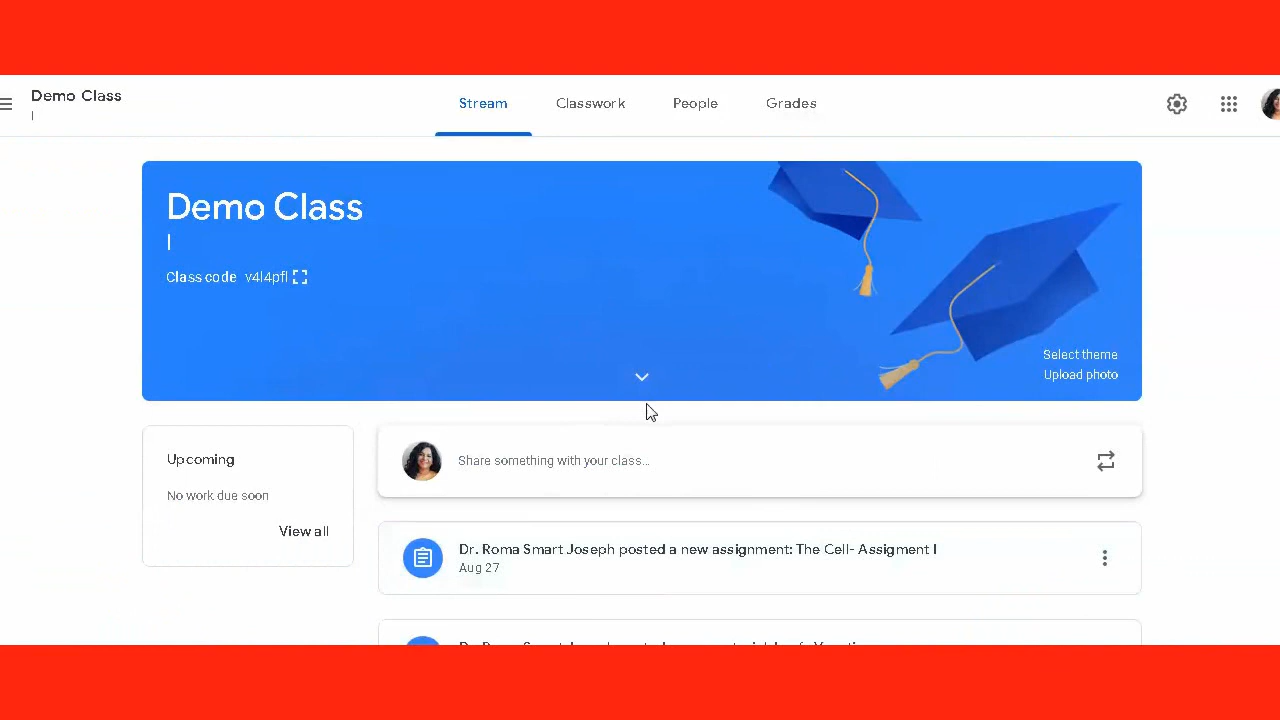 Demo Class
I
Stream
Classwork
People
Grades
Demo Class
I
Class code v4l4pfl
Select theme
Upload photo
Upcoming
No work due soon
View all
Share something with your class...
Dr. Roma Smart Joseph posted a new assignment: The Cell- Assigment I
Aug 27